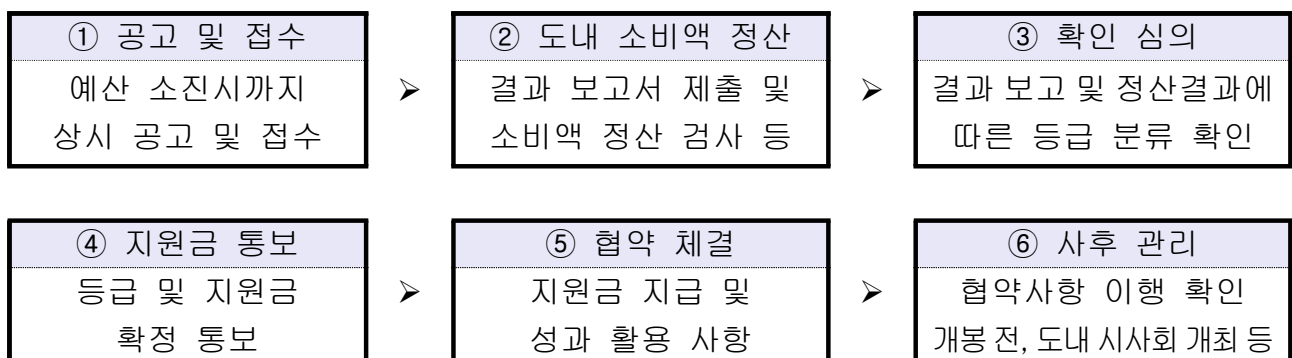 ① 공고 및 접수
예산 소진시까지
상시 공고 및 접수
➢
② 도내 소비액 정산
결과 보고서 제출 및
소비액 정산 검사 등
➢
③ 확인 심의
결과 보고 및 정산결과에
따른 등급 분류 확인
④ 지원금 통보
등급 및 지원금
확정 통보
➢
⑤ 협약 체결
지원금 지급 및
성과 활용 사항
➢
⑥ 사후 관리
협약사항 이행 확인
개봉 전, 도내 시사회 개최 등